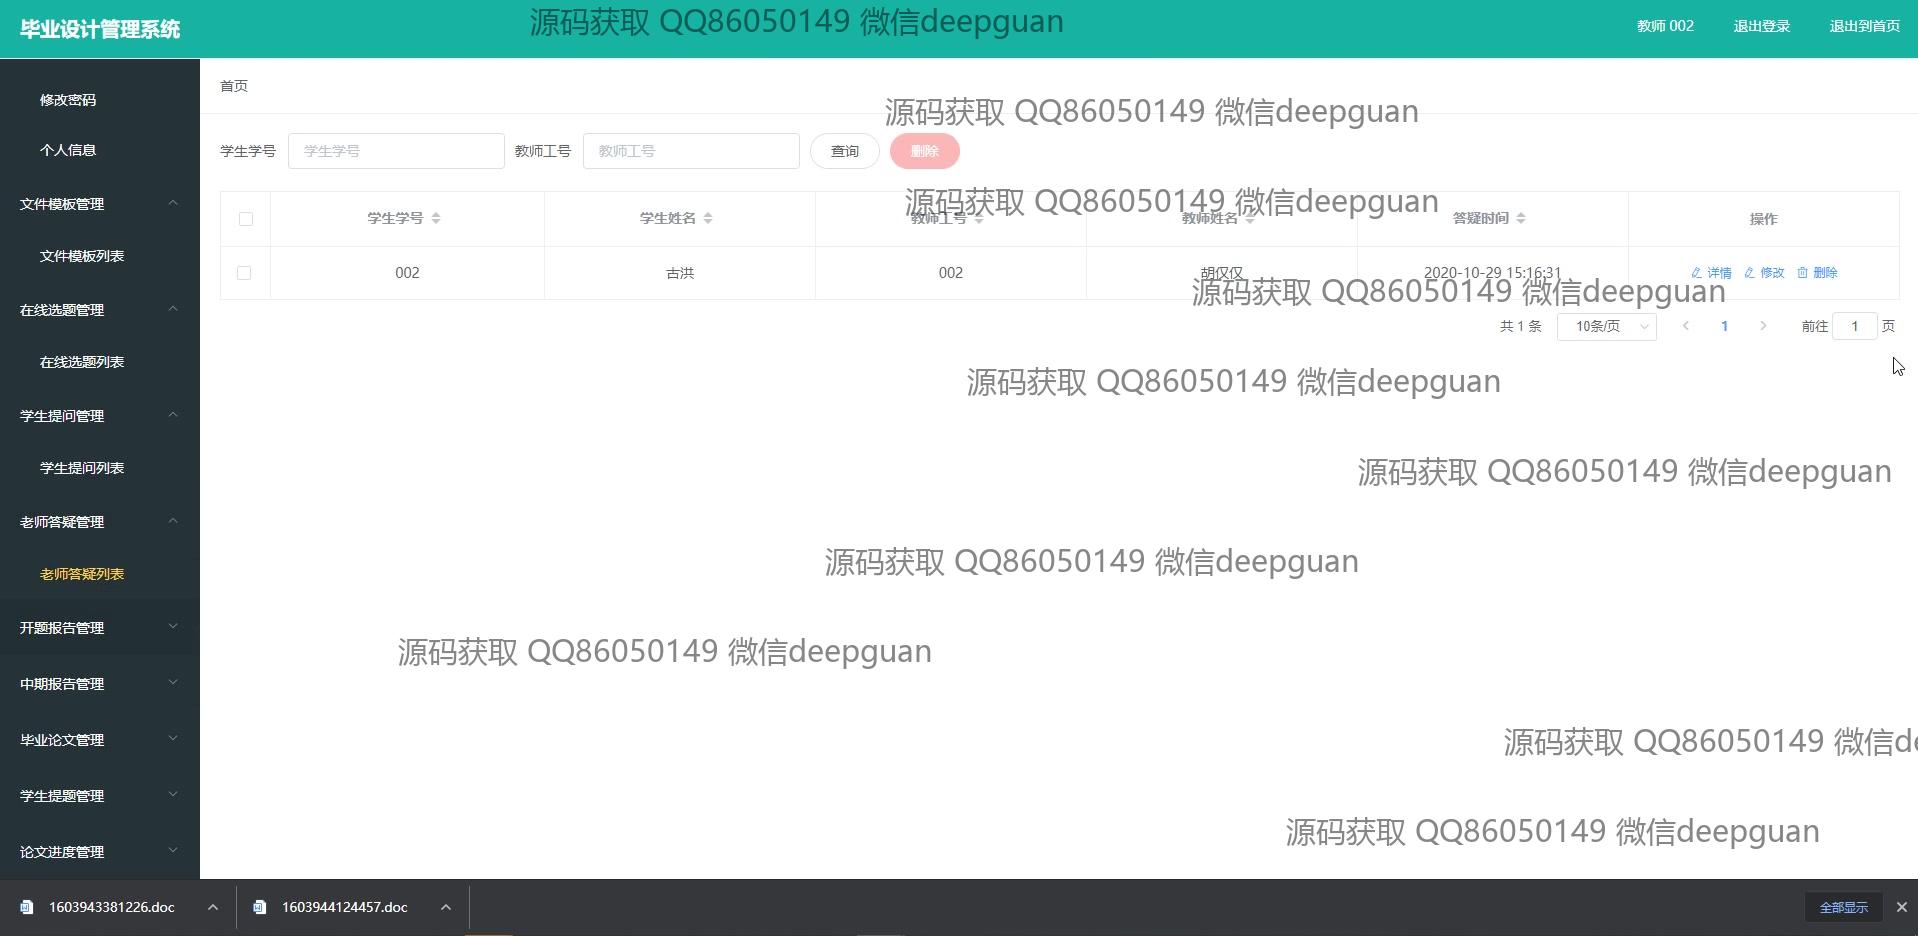 毕业设计管理系统
源码获取 QQ86050149 微信deepguan
教师 002
退出登录
退出到首页
修改密码
个人信息
文件模板管理
文件模板列表
在线选题管理
在线选题列表
学生提问管理
学生提问列表
老师答疑管理
老师答疑列表
开题报告管理
中期报告管理
毕业论文管理
学生提题管理
论文进度管理
首页
源码获取 QQ86050149 微信deepguan
学生学号 学生学号 教师工号 教师工号 查询 删除
源码获取 QQ86050149 微信deepguan
学生学号 学生姓名 教师工号 教师姓名 答疑时间 操作
002 古洪 002 胡仅仅 2020-10-29 15:16:31 详情 修改 删除
源码获取 QQ86050149 微信deepguan
共 1 条 10条/页 1 前往 1 页
源码获取 QQ86050149 微信deepguan
源码获取 QQ86050149 微信deepguan
源码获取 QQ86050149 微信deepguan
源码获取 QQ86050149 微信deepguan
源码获取 QQ86050149 微信de
源码获取 QQ86050149 微信deepguan
1603943381226.doc
1603944124457.doc
全部显示